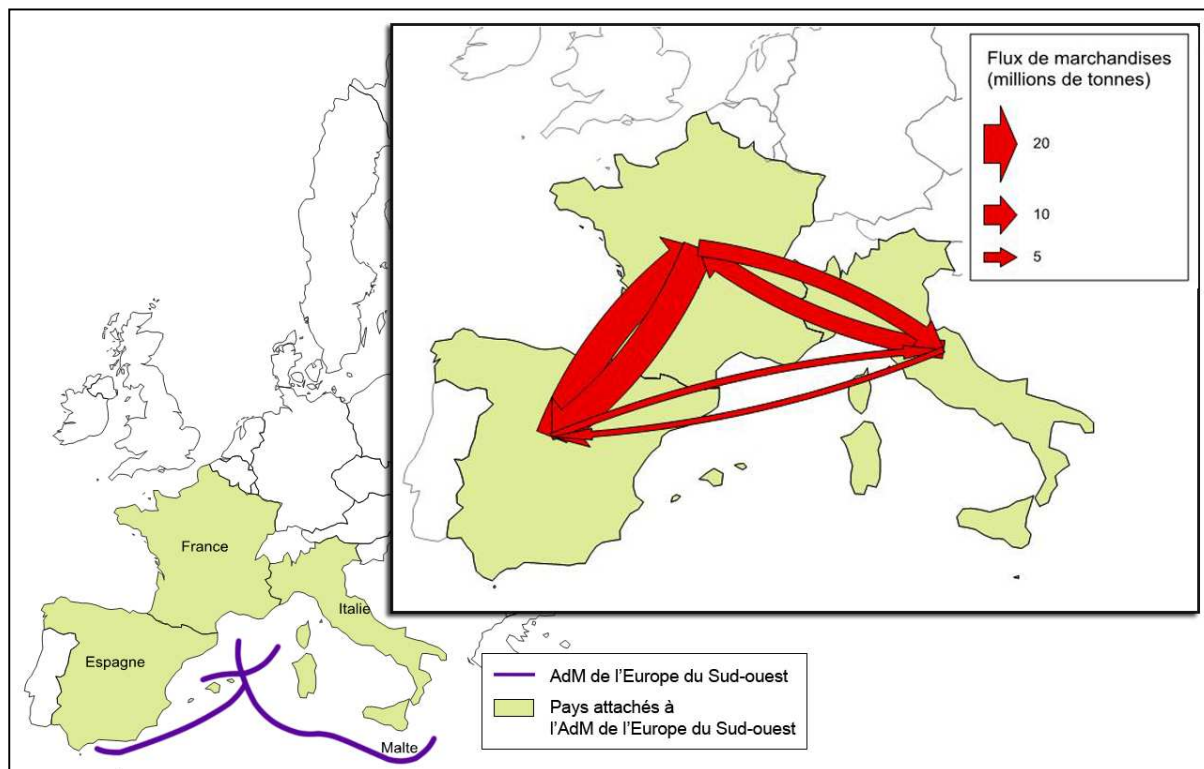 Flux de marchandises
(millions de tonnes)
20
10
5
France
Italie
Espagne
Malte
AdM de l'Europe du Sud-ouest
Pays attachés à
l'AdM de l'Europe du Sud-ouest